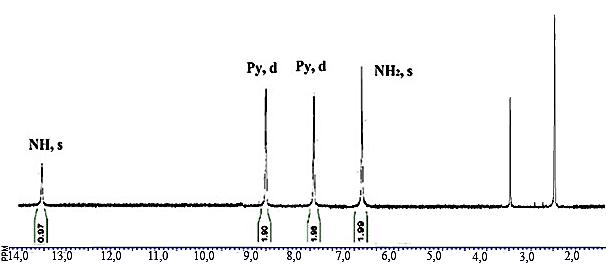 Py, d Py, d NH₂, s
NH, s
0.97 1.90 1.98 1.99
PPM 14,0 13,0 12,0 11,0 10,0 9,0 8,0 7,0 6,0 5,0 4,0 3,0 2,0